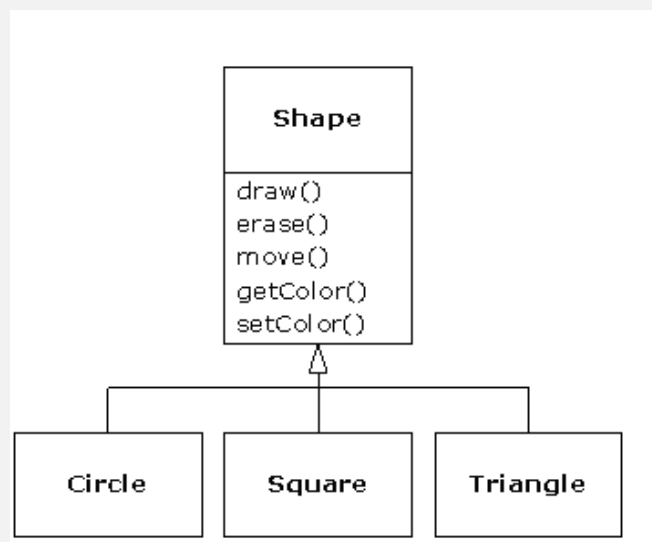 Shape
draw()
erase()
move()
getColor()
setColor()
Circle
Square
Triangle